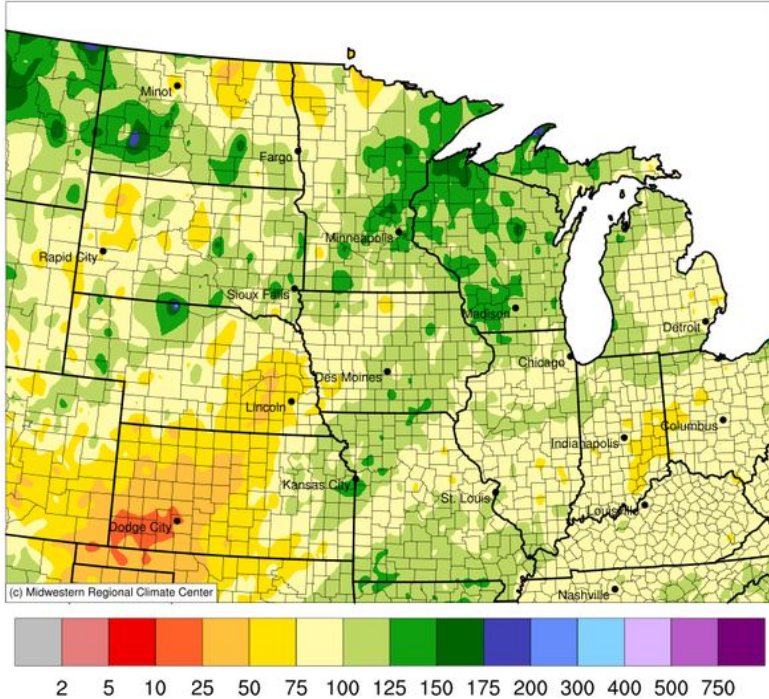 Minot
Fargo
Minneapolis
Rapid City
Sioux Falls
Madison
Detroit
Chicago
Des Moines
Lincoln
Columbus
Indianapolis
Kansas City
St. Louis
Louisville
Dodge City
Nashville
(c) Midwestern Regional Climate Center
2 5 10 25 50 75 100 125 150 175 200 300 400 500 750